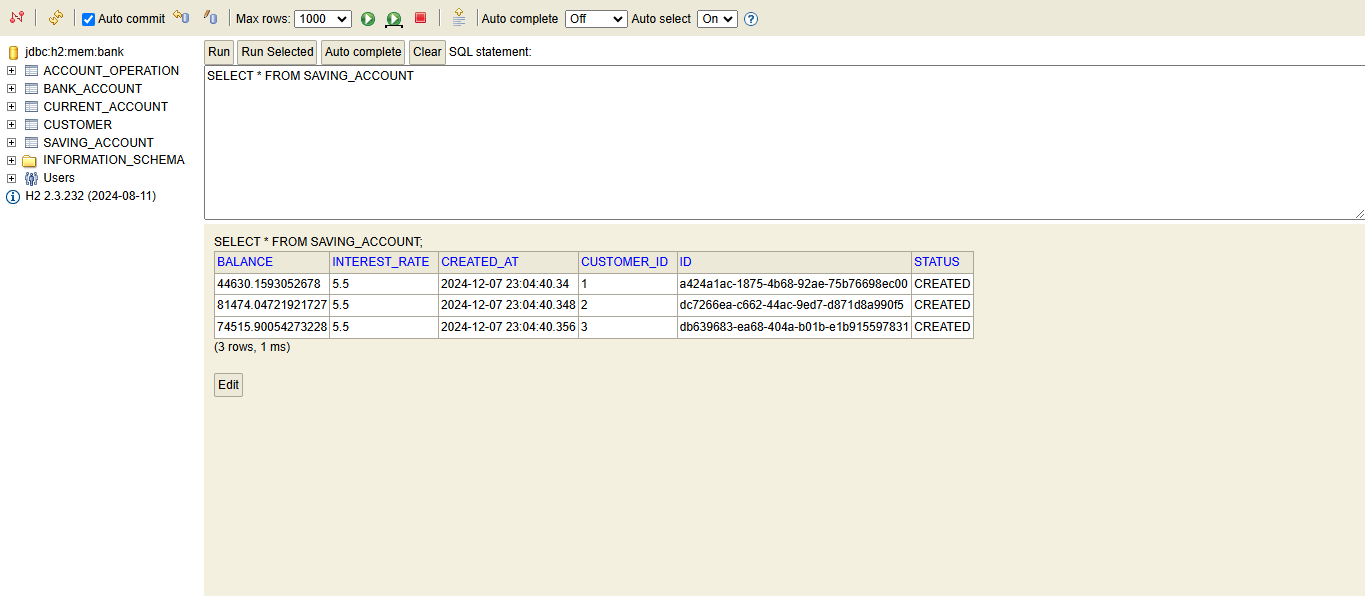 Auto commit Max rows: 1000 Auto complete Off Auto select On ?
jdbc:h2:mem:bank
ACCOUNT_OPERATION
BANK_ACCOUNT
CURRENT_ACCOUNT
CUSTOMER
SAVING_ACCOUNT
INFORMATION_SCHEMA
Users
H2 2.3.232 (2024-08-11)
Run Run Selected Auto complete Clear SQL statement:
SELECT * FROM SAVING_ACCOUNT
SELECT * FROM SAVING_ACCOUNT;
BALANCE INTEREST_RATE CREATED_AT CUSTOMER_ID ID STATUS
44630.1593052678 5.5 2024-12-07 23:04:40.34 1 a424a1ac-1875-4b68-92ae-75b76698ec00 CREATED
81474.04721921727 5.5 2024-12-07 23:04:40.348 2 dc7266ea-c662-44ac-9ed7-d871d8a990f5 CREATED
74515.90054273228 5.5 2024-12-07 23:04:40.356 3 db639683-ea68-404a-b01b-e1b915597831 CREATED
(3 rows, 1 ms)
Edit